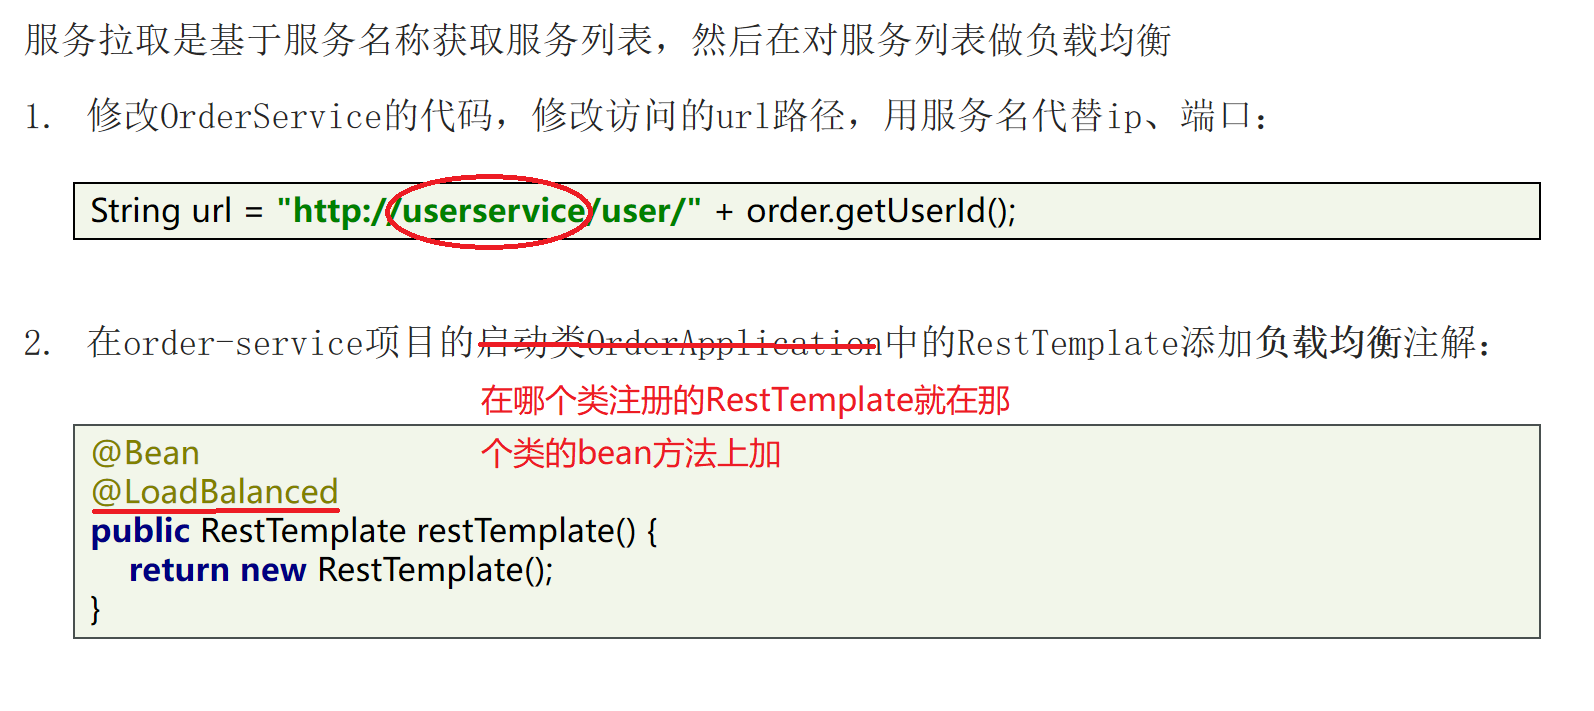 服务拉取是基于服务名称获取服务列表，然后在对服务列表做负载均衡
1. 修改OrderService的代码，修改访问的url路径，用服务名代替ip、端口：
String url = "http://userservice/user/" + order.getUserId();
2. 在order-service项目的启动类OrderApplication中的RestTemplate添加负载均衡注解：
在哪个类注册的RestTemplate就在那
个类的bean方法上加
@Bean
@LoadBalanced
public RestTemplate restTemplate() {
return new RestTemplate();
}